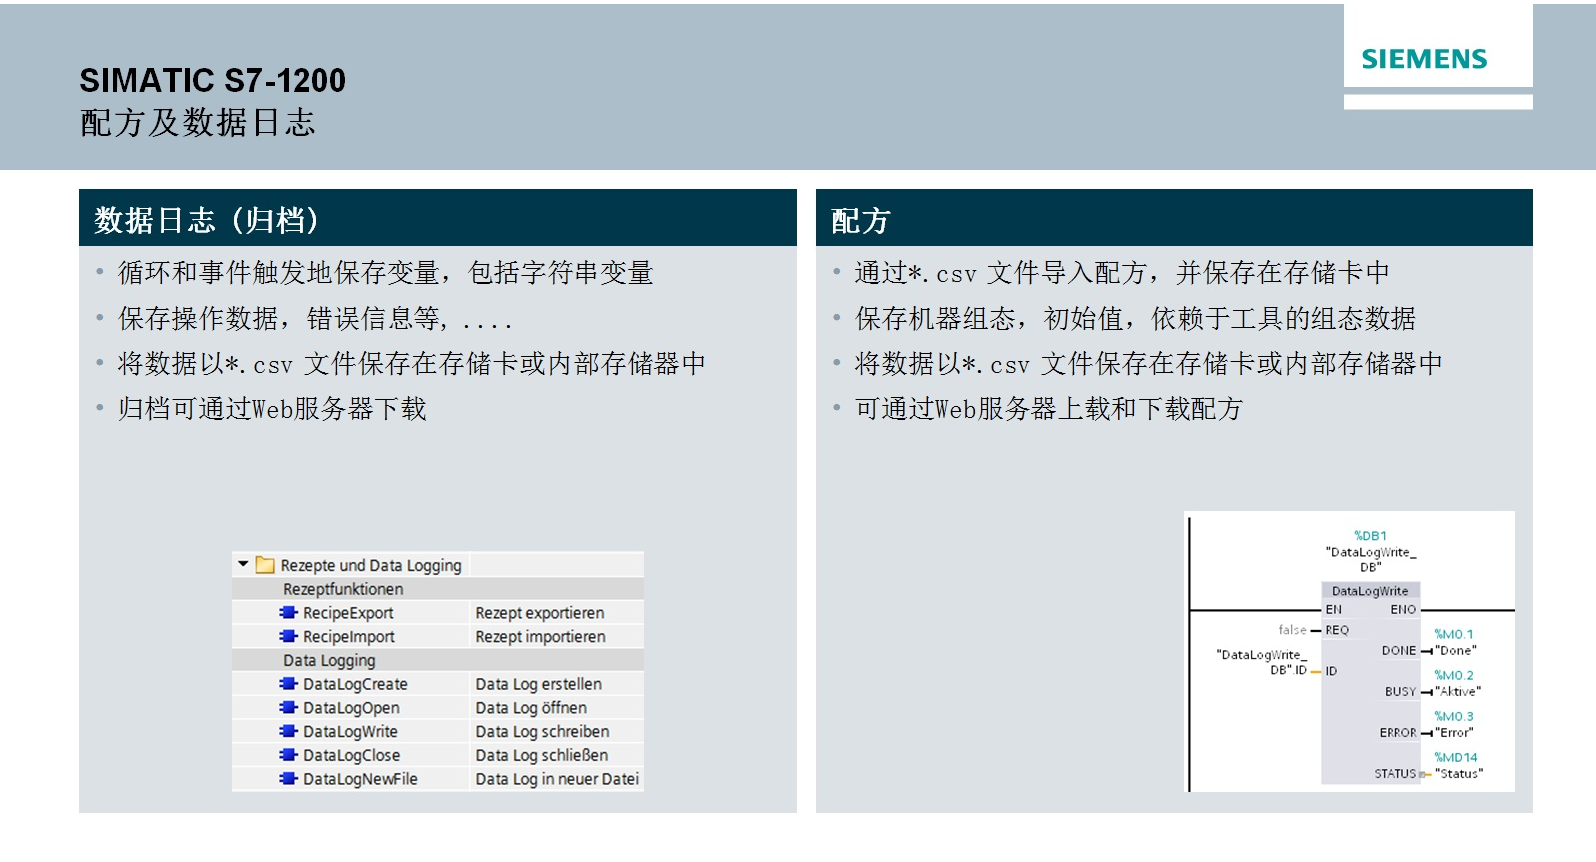 SIMATIC S7-1200
配方及数据日志
SIEMENS
数据日志 (归档)
• 循环和事件触发地保存变量, 包括字符串变量
• 保存操作数据, 错误信息等, ....
• 将数据以*.csv 文件保存在存储卡或内部存储器中
• 归档可通过Web服务器下载
Rezepte und Data Logging
Rezeptfunktionen
RecipeExport Rezept exportieren
RecipeImport Rezept importieren
Data Logging
DataLogCreate Data Log erstellen
DataLogOpen Data Log öffnen
DataLogWrite Data Log schreiben
DataLogClose Data Log schließen
DataLogNewFile Data Log in neuer Datei
配方
• 通过*.csv 文件导入配方, 并保存在存储卡中
• 保存机器组态, 初始值, 依赖于工具的组态数据
• 将数据以*.csv 文件保存在存储卡或内部存储器中
• 可通过Web服务器上载和下载配方
%DB1
"DataLogWrite_
DB"
DataLogWrite
EN ENO
false REQ
%M0.1
DONE "Done"
"DataLogWrite_
DB".ID ID
%M0.2
BUSY "Aktive"
%M0.3
ERROR "Error"
%MD14
STATUS "Status"